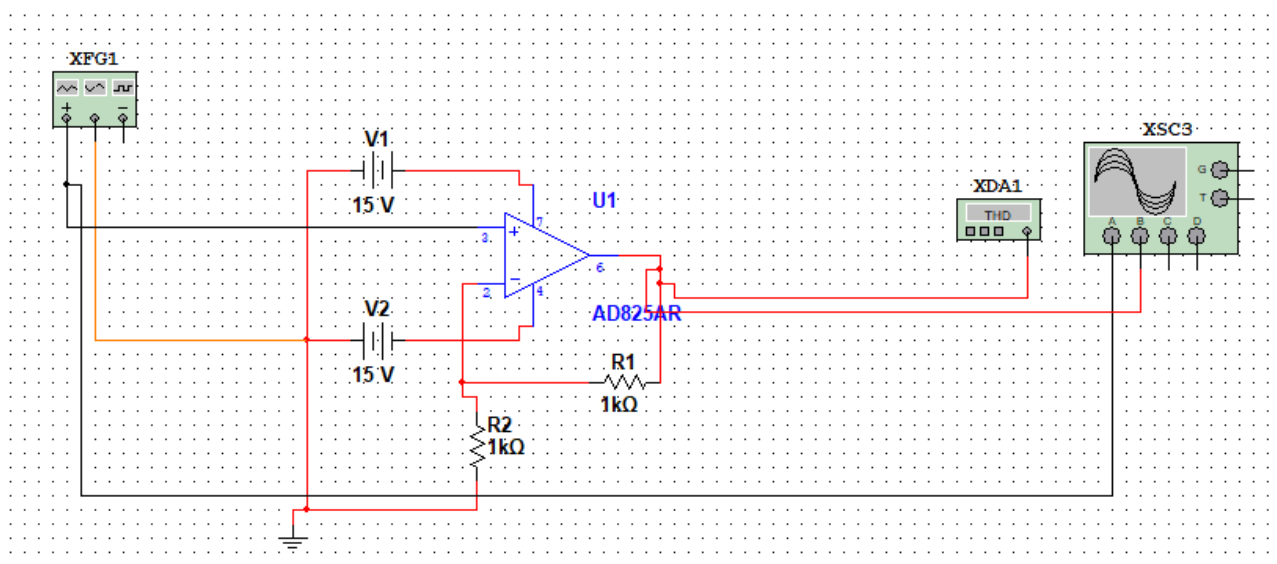 XFG1
+
−
V1
15 V
U1
7
3
+
6
−
2
4
AD825AR
V2
15 V
R1
1kΩ
R2
1kΩ
XDA1
THD
XSC3
G
T
A
B
C
D